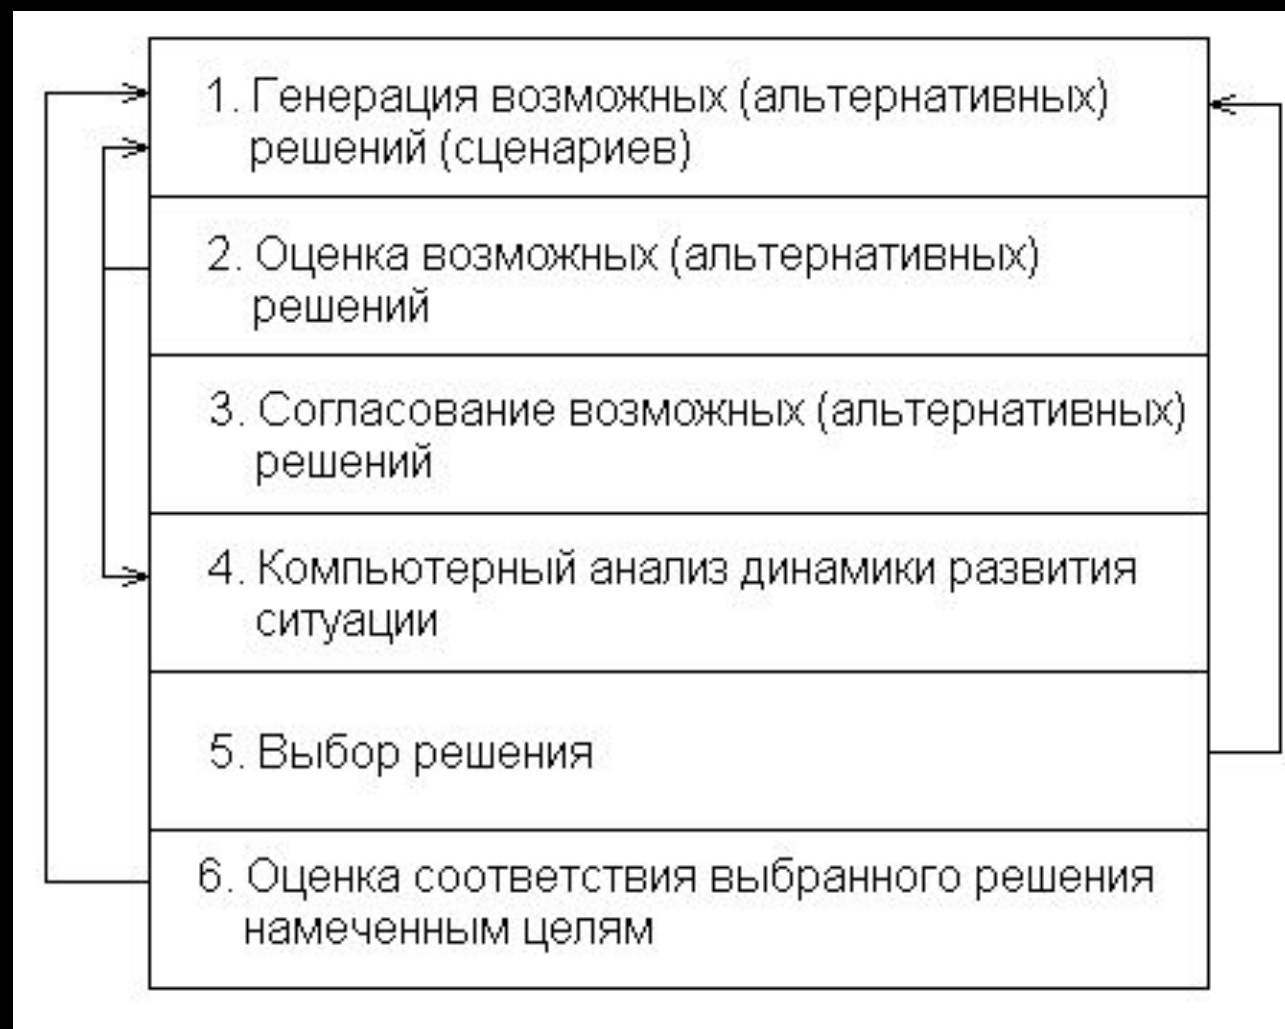 1. Генерация возможных (альтернативных)
решений (сценариев)
2. Оценка возможных (альтернативных)
решений
3. Согласование возможных (альтернативных)
решений
4. Компьютерный анализ динамики развития
ситуации
5. Выбор решения
6. Оценка соответствия выбранного решения
намеченным целям